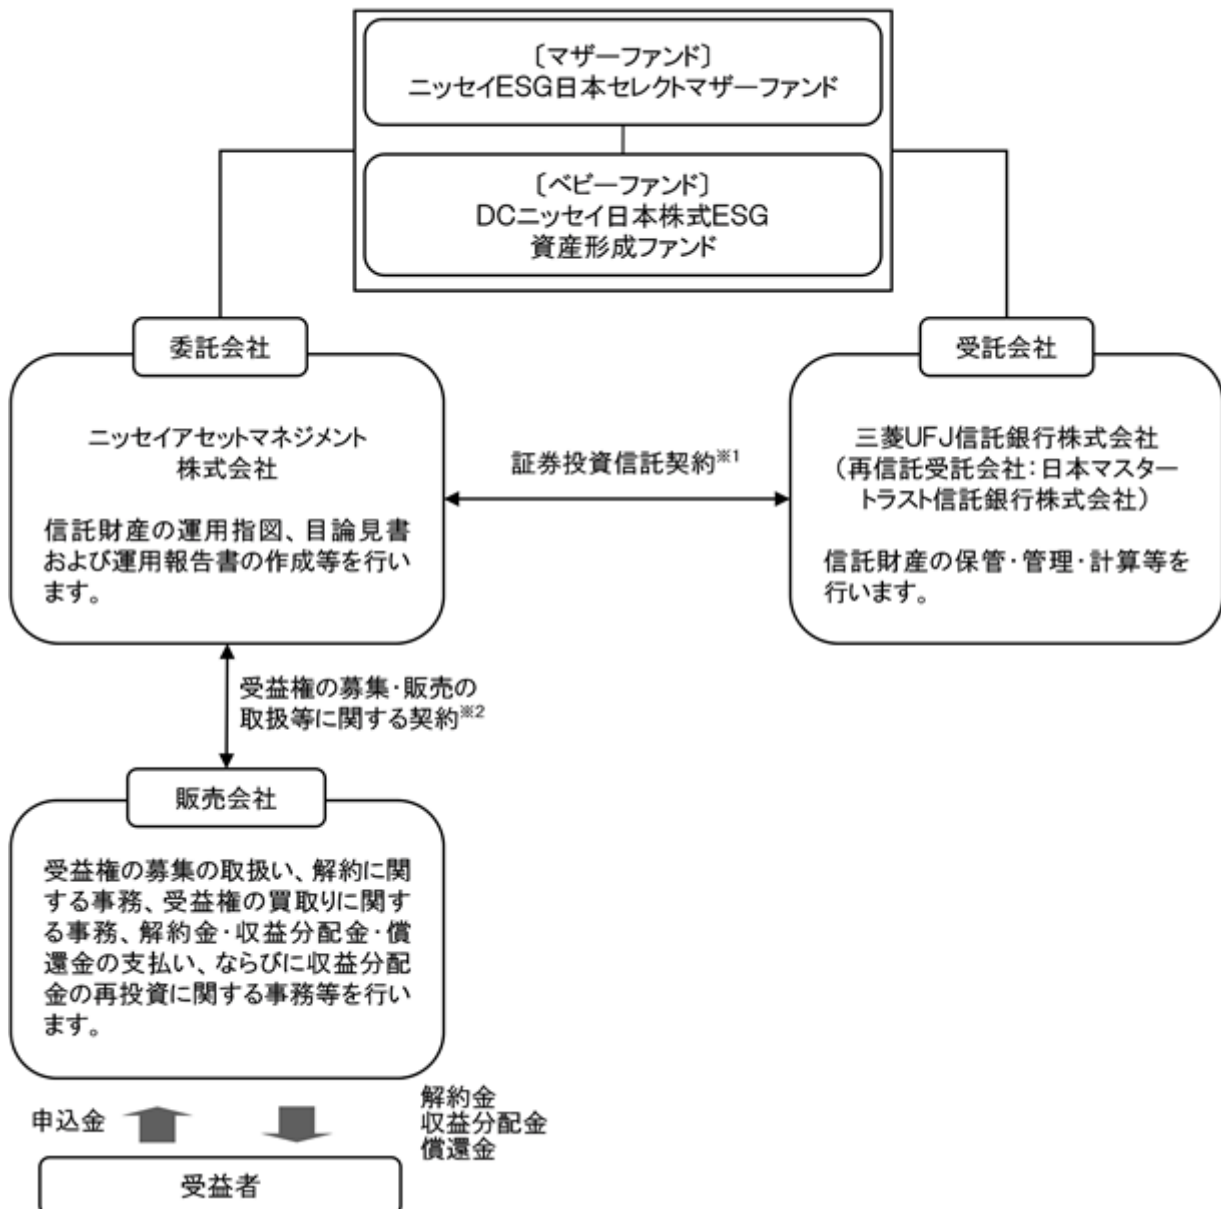 〔マザーファンド〕
ニッセイESG日本セレクトマザーファンド
〔ベビーファンド〕
DCニッセイ日本株式ESG
資産形成ファンド
委託会社
ニッセイアセットマネジメント
株式会社
信託財産の運用指図、目論見書
および運用報告書の作成等を行い
ます。
証券投資信託契約※1
受託会社
三菱UFJ信託銀行株式会社
（再信託受託会社：日本マスター
トラスト信託銀行株式会社）
信託財産の保管・管理・計算等を
行います。
受益権の募集・販売の
取扱等に関する契約※2
販売会社
受益権の募集の取扱い、解約に関
する事務、受益権の買取りに関す
る事務、解約金・収益分配金・償
還金の支払い、ならびに収益分配
金の再投資に関する事務等を行い
ます。
申込金
解約金
収益分配金
償還金
受益者